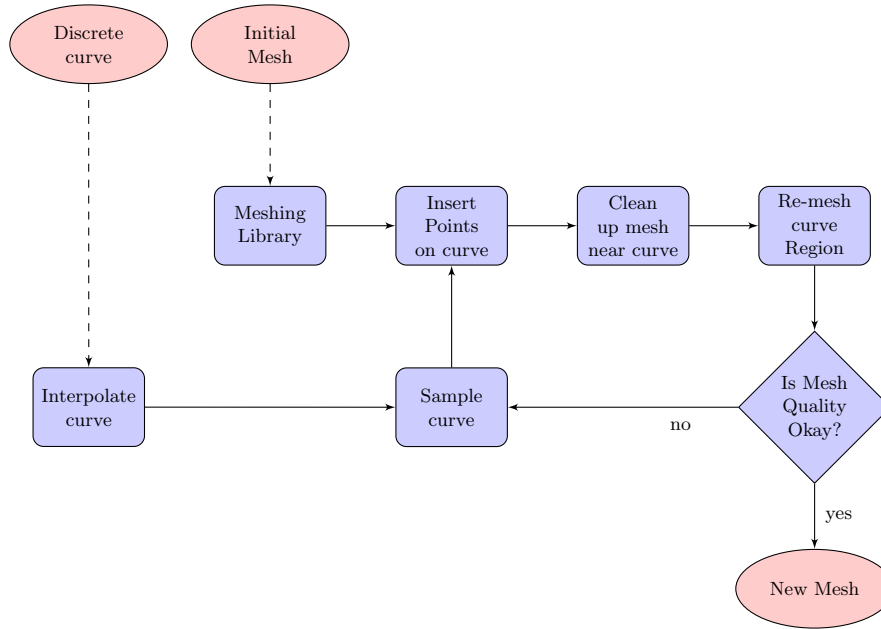 Discrete
curve
Initial
Mesh
Meshing
Library
Insert
Points
on curve
Clean
up mesh
near curve
Re-mesh
curve
Region
Interpolate
curve
Sample
curve
no
Is Mesh
Quality
Okay?
yes
New Mesh